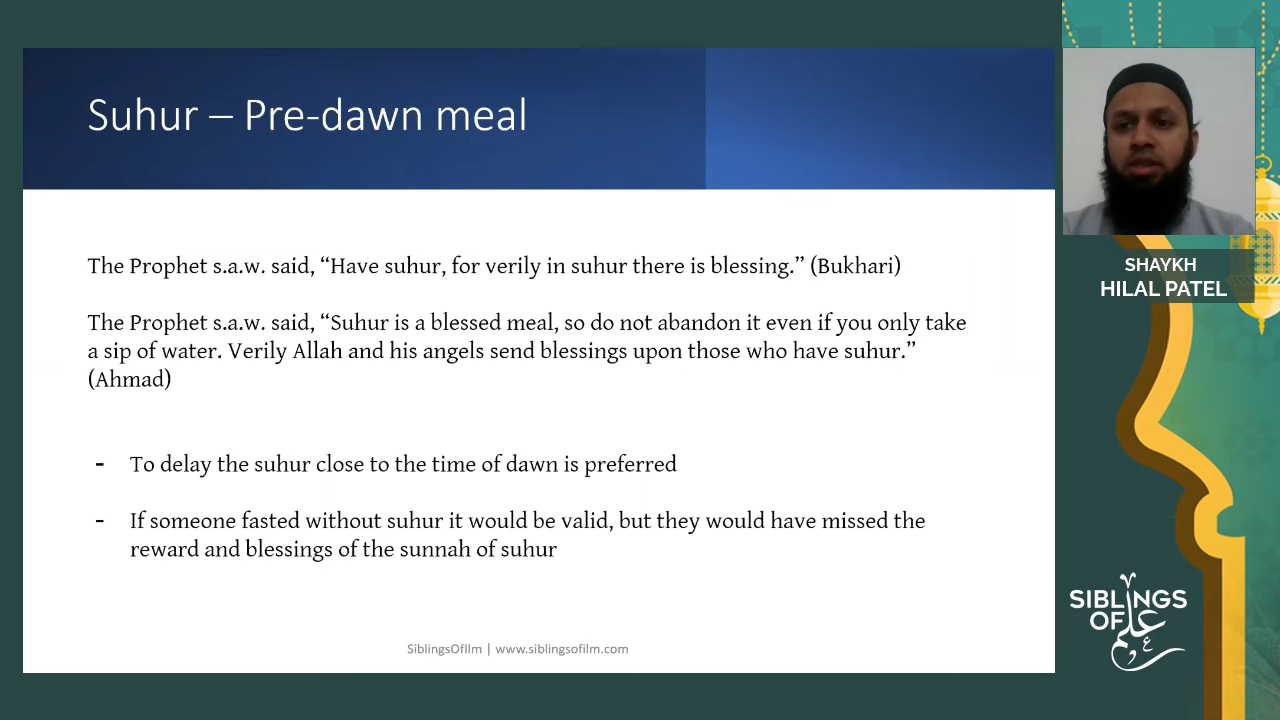 Suhur – Pre-dawn meal
The Prophet s.a.w. said, “Have suhur, for verily in suhur there is blessing.” (Bukhari)
The Prophet s.a.w. said, “Suhur is a blessed meal, so do not abandon it even if you only take
a sip of water. Verily Allah and his angels send blessings upon those who have suhur.”
(Ahmad)
- To delay the suhur close to the time of dawn is preferred
- If someone fasted without suhur it would be valid, but they would have missed the
reward and blessings of the sunnah of suhur
SiblingsOfIlm | www.siblingsofilm.com
SHAYKH
HILAL PATEL
SIBLINGS
OF علم